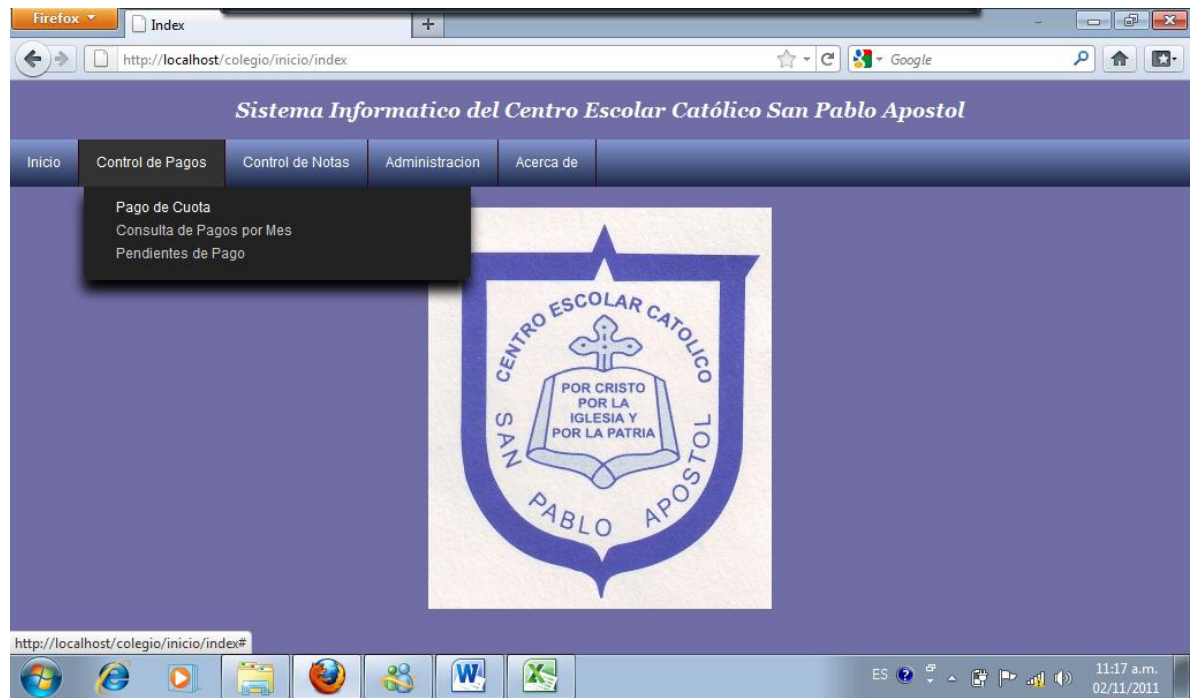 Firefox
Index
http://localhost/colegio/inicio/index
Google
Sistema Informatico del Centro Escolar Católico San Pablo Apostol
Inicio Control de Pagos Control de Notas Administracion Acerca de
Pago de Cuota
Consulta de Pagos por Mes
Pendientes de Pago
CENTRO ESCOLAR CATOLICO
POR CRISTO
POR LA
IGLESIA Y
POR LA PATRIA
SAN PABLO APOSTOL
http://localhost/colegio/inicio/index#
ES
11:17 a.m.
02/11/2011